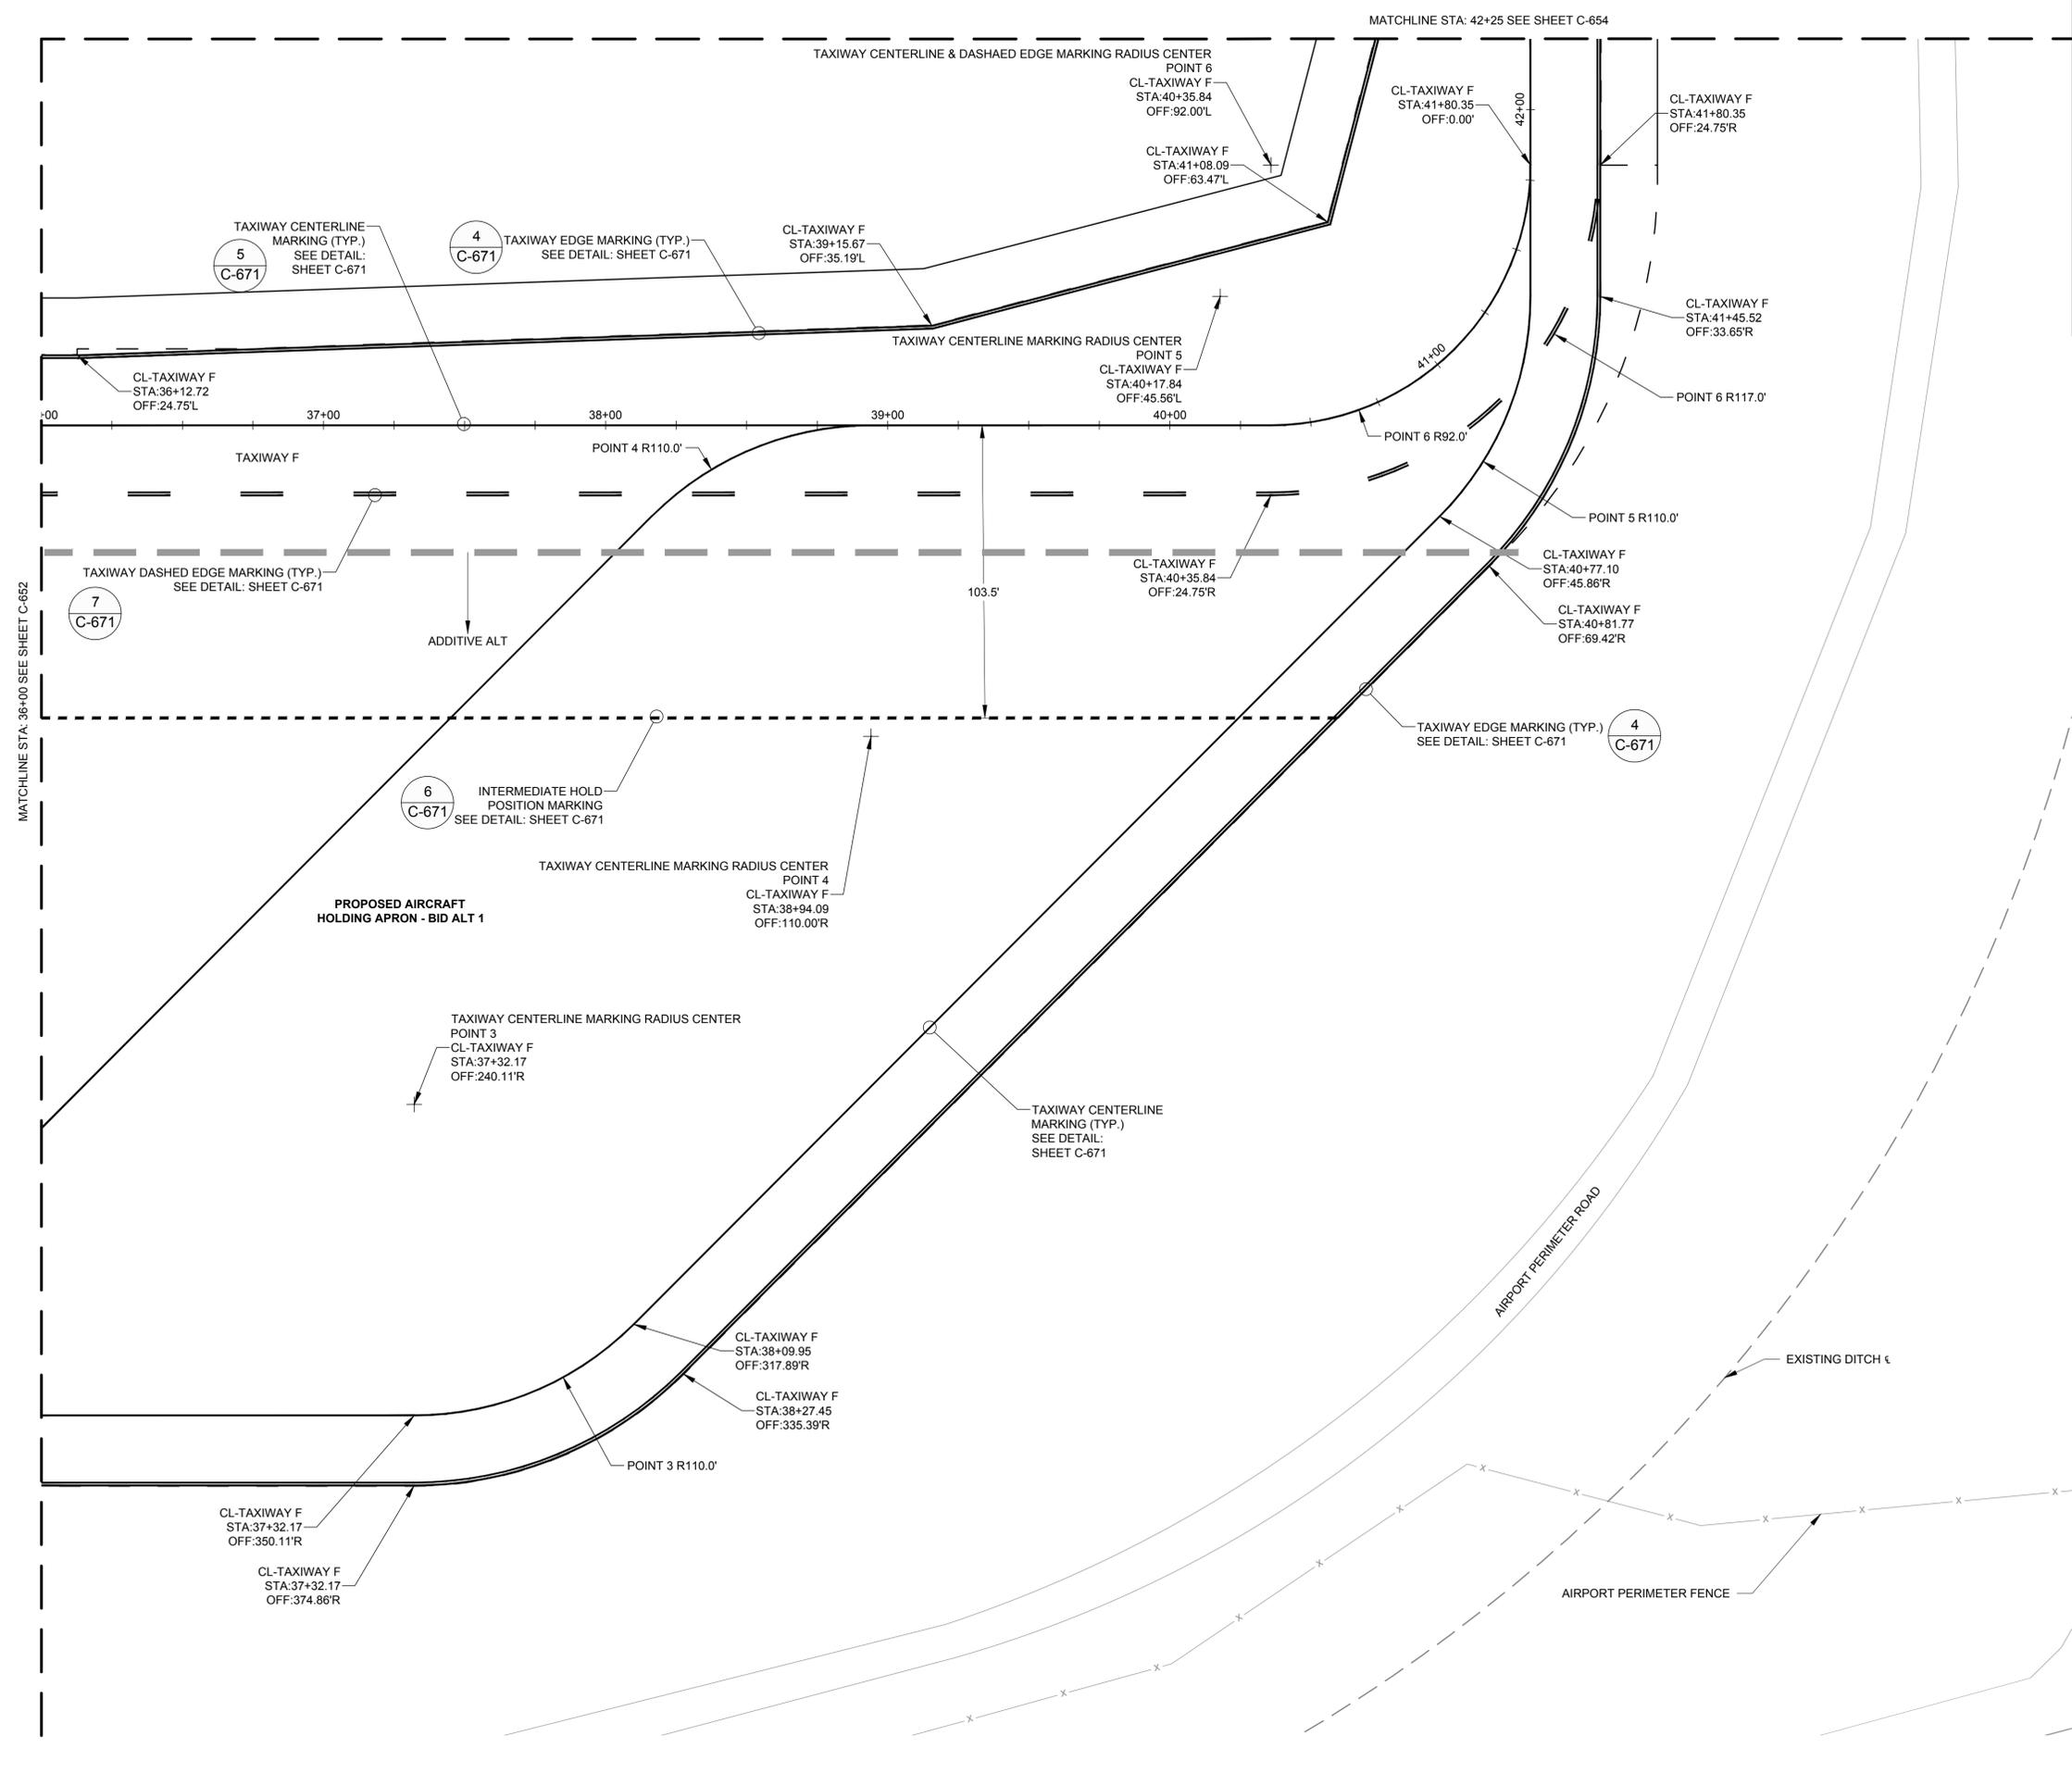 MATCHLINE STA: 42+25 SEE SHEET C-654
TAXIWAY CENTERLINE & DASHAED EDGE MARKING RADIUS CENTER
POINT 6
CL-TAXIWAY F
STA:40+35.84
OFF:92.00'L
CL-TAXIWAY F
STA:41+80.35
OFF:0.00'
42+00
CL-TAXIWAY F
STA:41+80.35
OFF:24.75'R
CL-TAXIWAY F
STA:41+08.09
OFF:63.47'L
TAXIWAY CENTERLINE
MARKING (TYP.)
SEE DETAIL:
SHEET C-671
5
C-671
4
C-671
TAXIWAY EDGE MARKING (TYP.)
SEE DETAIL: SHEET C-671
CL-TAXIWAY F
STA:39+15.67
OFF:35.19'L
CL-TAXIWAY F
STA:41+45.52
OFF:33.65'R
TAXIWAY CENTERLINE MARKING RADIUS CENTER
POINT 5
CL-TAXIWAY F
STA:40+17.84
OFF:45.56'L
41+00
CL-TAXIWAY F
STA:36+12.72
OFF:24.75'L
POINT 6 R117.0'
+00
37+00
38+00
39+00
40+00
POINT 6 R92.0'
POINT 4 R110.0'
TAXIWAY F
POINT 5 R110.0'
TAXIWAY DASHED EDGE MARKING (TYP.)
SEE DETAIL: SHEET C-671
7
C-671
CL-TAXIWAY F
STA:40+35.84
OFF:24.75'R
CL-TAXIWAY F
STA:40+77.10
OFF:45.86'R
103.5'
CL-TAXIWAY F
STA:40+81.77
OFF:69.42'R
ADDITIVE ALT
MATCHLINE STA: 36+00 SEE SHEET C-652
TAXIWAY EDGE MARKING (TYP.)
SEE DETAIL: SHEET C-671
4
C-671
6
C-671
INTERMEDIATE HOLD
POSITION MARKING
SEE DETAIL: SHEET C-671
TAXIWAY CENTERLINE MARKING RADIUS CENTER
POINT 4
CL-TAXIWAY F
STA:38+94.09
OFF:110.00'R
PROPOSED AIRCRAFT
HOLDING APRON - BID ALT 1
TAXIWAY CENTERLINE MARKING RADIUS CENTER
POINT 3
CL-TAXIWAY F
STA:37+32.17
OFF:240.11'R
TAXIWAY CENTERLINE
MARKING (TYP.)
SEE DETAIL:
SHEET C-671
AIRPORT PERIMETER ROAD
CL-TAXIWAY F
STA:38+09.95
OFF:317.89'R
EXISTING DITCH ℄
CL-TAXIWAY F
STA:38+27.45
OFF:335.39'R
POINT 3 R110.0'
CL-TAXIWAY F
STA:37+32.17
OFF:350.11'R
CL-TAXIWAY F
STA:37+32.17
OFF:374.86'R
AIRPORT PERIMETER FENCE